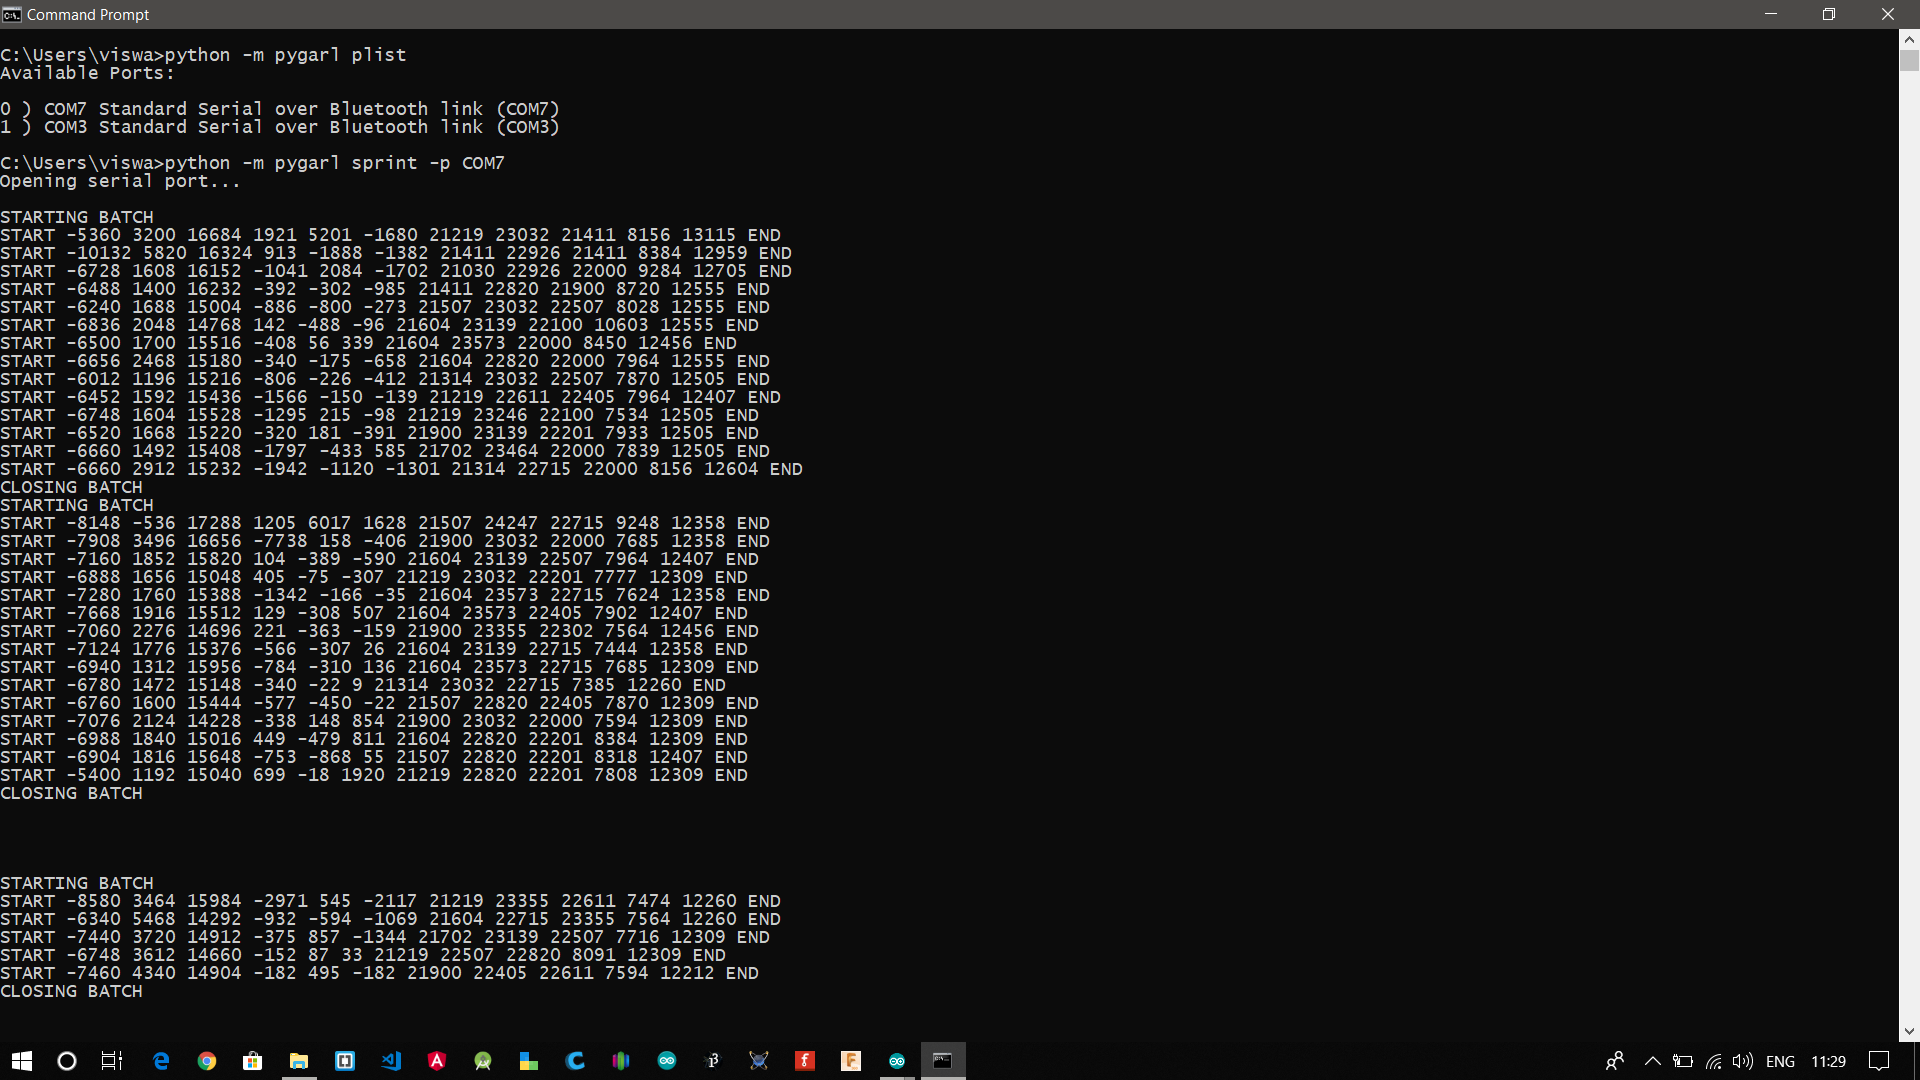 Command Prompt
C:\Users\viswa>python -m pygarl plist
Available Ports:
0 ) COM7 Standard Serial over Bluetooth link (COM7)
1 ) COM3 Standard Serial over Bluetooth link (COM3)
C:\Users\viswa>python -m pygarl sprint -p COM7
Opening serial port...
STARTING BATCH
START -5360 3200 16684 1921 5201 -1680 21219 23032 21411 8156 13115 END
START -10132 5820 16324 913 -1888 -1382 21411 22926 21411 8384 12959 END
START -6728 1608 16152 -1041 2084 -1702 21030 22926 22000 9284 12705 END
START -6488 1400 16232 -392 -302 -985 21411 22820 21900 8720 12555 END
START -6240 1688 15004 -886 -800 -273 21507 23032 22507 8028 12555 END
START -6836 2048 14768 142 -488 -96 21604 23139 22100 10603 12555 END
START -6500 1700 15516 -408 56 339 21604 23573 22000 8450 12456 END
START -6656 2468 15180 -340 -175 -658 21604 22820 22000 7964 12555 END
START -6012 1196 15216 -806 -226 -412 21314 23032 22507 7870 12505 END
START -6452 1592 15436 -1566 -150 -139 21219 22611 22405 7964 12407 END
START -6748 1604 15528 -1295 215 -98 21219 23246 22100 7534 12505 END
START -6520 1668 15220 -320 181 -391 21900 23139 22201 7933 12505 END
START -6660 1492 15408 -1797 -433 585 21702 23464 22000 7839 12505 END
START -6660 2912 15232 -1942 -1120 -1301 21314 22715 22000 8156 12604 END
CLOSING BATCH
STARTING BATCH
START -8148 -536 17288 1205 6017 1628 21507 24247 22715 9248 12358 END
START -7908 3496 16656 -7738 158 -406 21900 23032 22000 7685 12358 END
START -7160 1852 15820 104 -389 -590 21604 23139 22507 7964 12407 END
START -6888 1656 15048 405 -75 -307 21219 23032 22201 7777 12309 END
START -7280 1760 15388 -1342 -166 -35 21604 23573 22715 7624 12358 END
START -7668 1916 15512 129 -308 507 21604 23573 22405 7902 12407 END
START -7060 2276 14696 221 -363 -159 21900 23355 22302 7564 12456 END
START -7124 1776 15376 -566 -307 26 21604 23139 22715 7444 12358 END
START -6940 1312 15956 -784 -310 136 21604 23573 22715 7685 12309 END
START -6780 1472 15148 -340 -22 9 21314 23032 22715 7385 12260 END
START -6760 1600 15444 -577 -450 -22 21507 22820 22405 7870 12309 END
START -7076 2124 14228 -338 148 854 21900 23032 22000 7594 12309 END
START -6988 1840 15016 449 -479 811 21604 22820 22201 8384 12309 END
START -6904 1816 15648 -753 -868 55 21507 22820 22201 8318 12407 END
START -5400 1192 15040 699 -18 1920 21219 22820 22201 7808 12309 END
CLOSING BATCH
STARTING BATCH
START -8580 3464 15984 -2971 545 -2117 21219 23355 22611 7474 12260 END
START -6340 5468 14292 -932 -594 -1069 21604 22715 23355 7564 12260 END
START -7440 3720 14912 -375 857 -1344 21702 23139 22507 7716 12309 END
START -6748 3612 14660 -152 87 33 21219 22507 22820 8091 12309 END
START -7460 4340 14904 -182 495 -182 21900 22405 22611 7594 12212 END
CLOSING BATCH
ENG 11:29